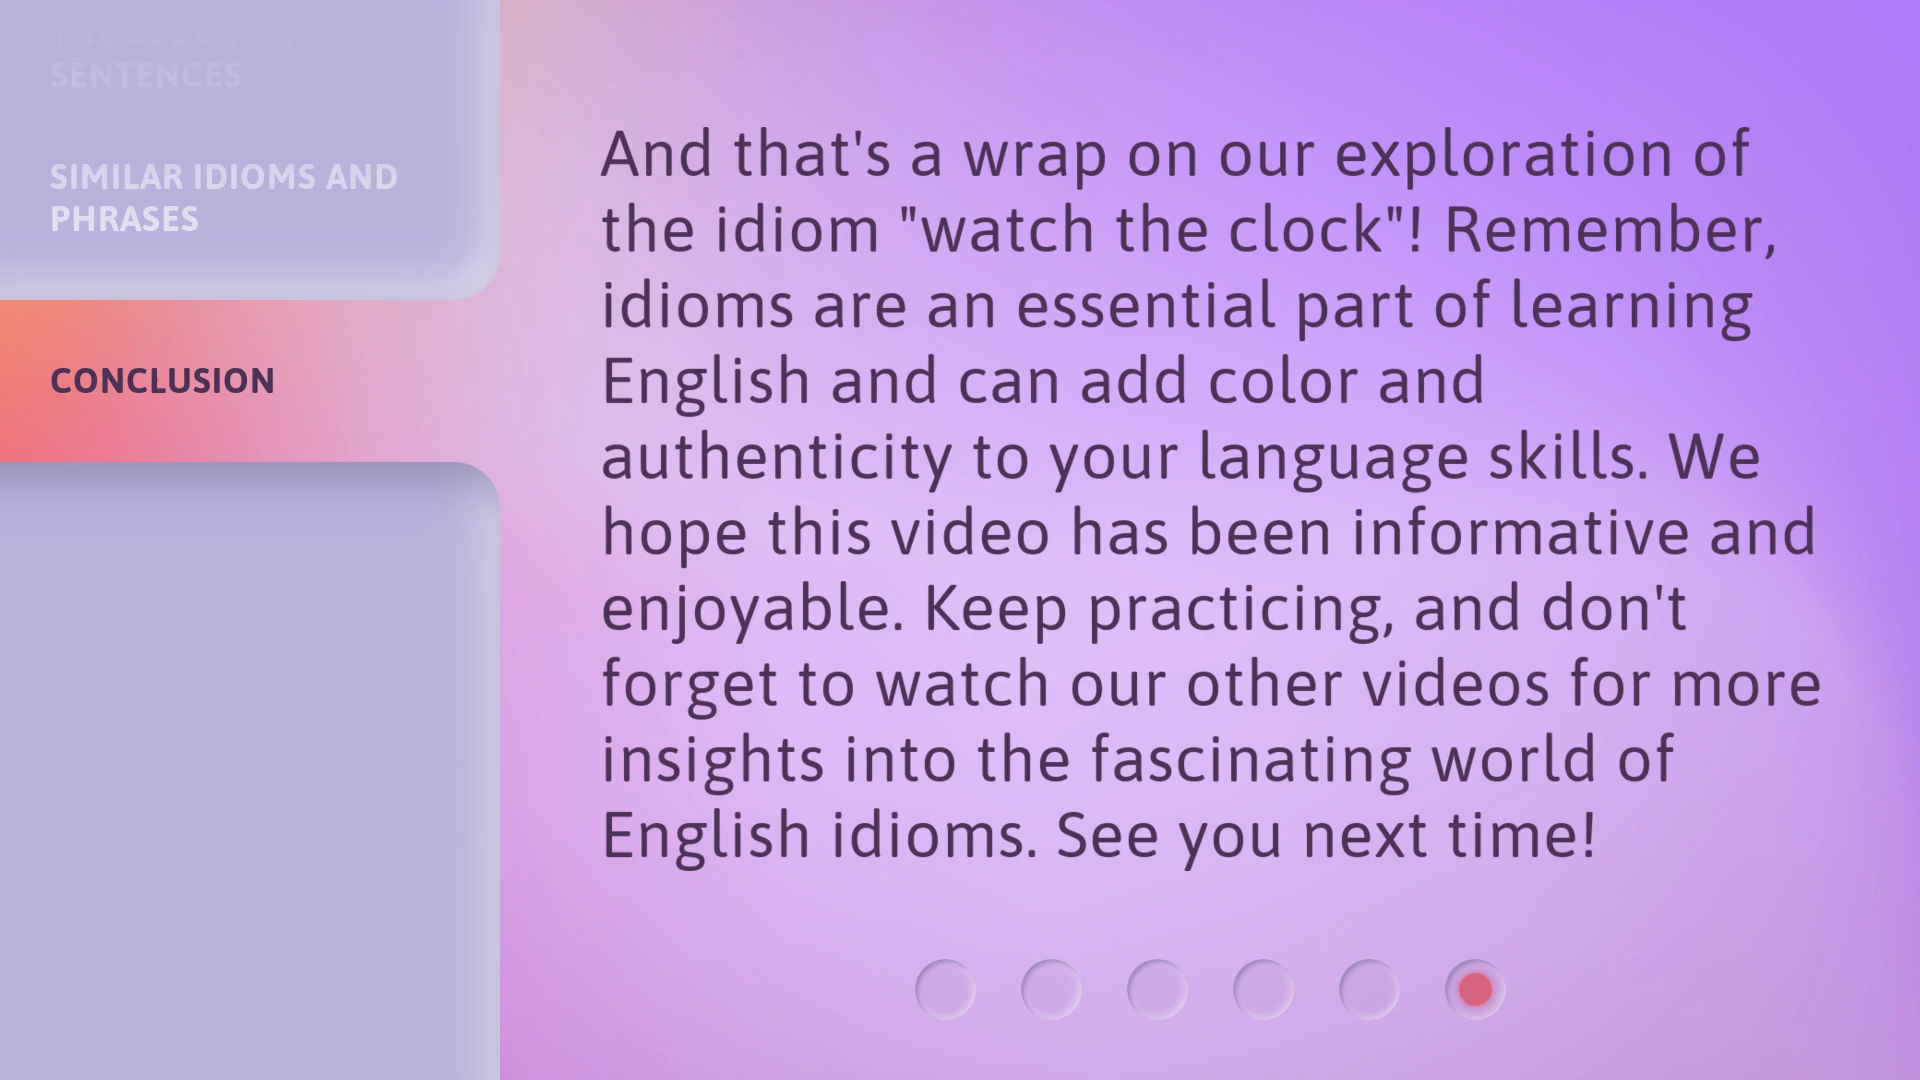 THE CLOCK" IN
SENTENCES
SIMILAR IDIOMS AND
PHRASES
CONCLUSION
And that's a wrap on our exploration of
the idiom "watch the clock"! Remember,
idioms are an essential part of learning
English and can add color and
authenticity to your language skills. We
hope this video has been informative and
enjoyable. Keep practicing, and don't
forget to watch our other videos for more
insights into the fascinating world of
English idioms. See you next time!